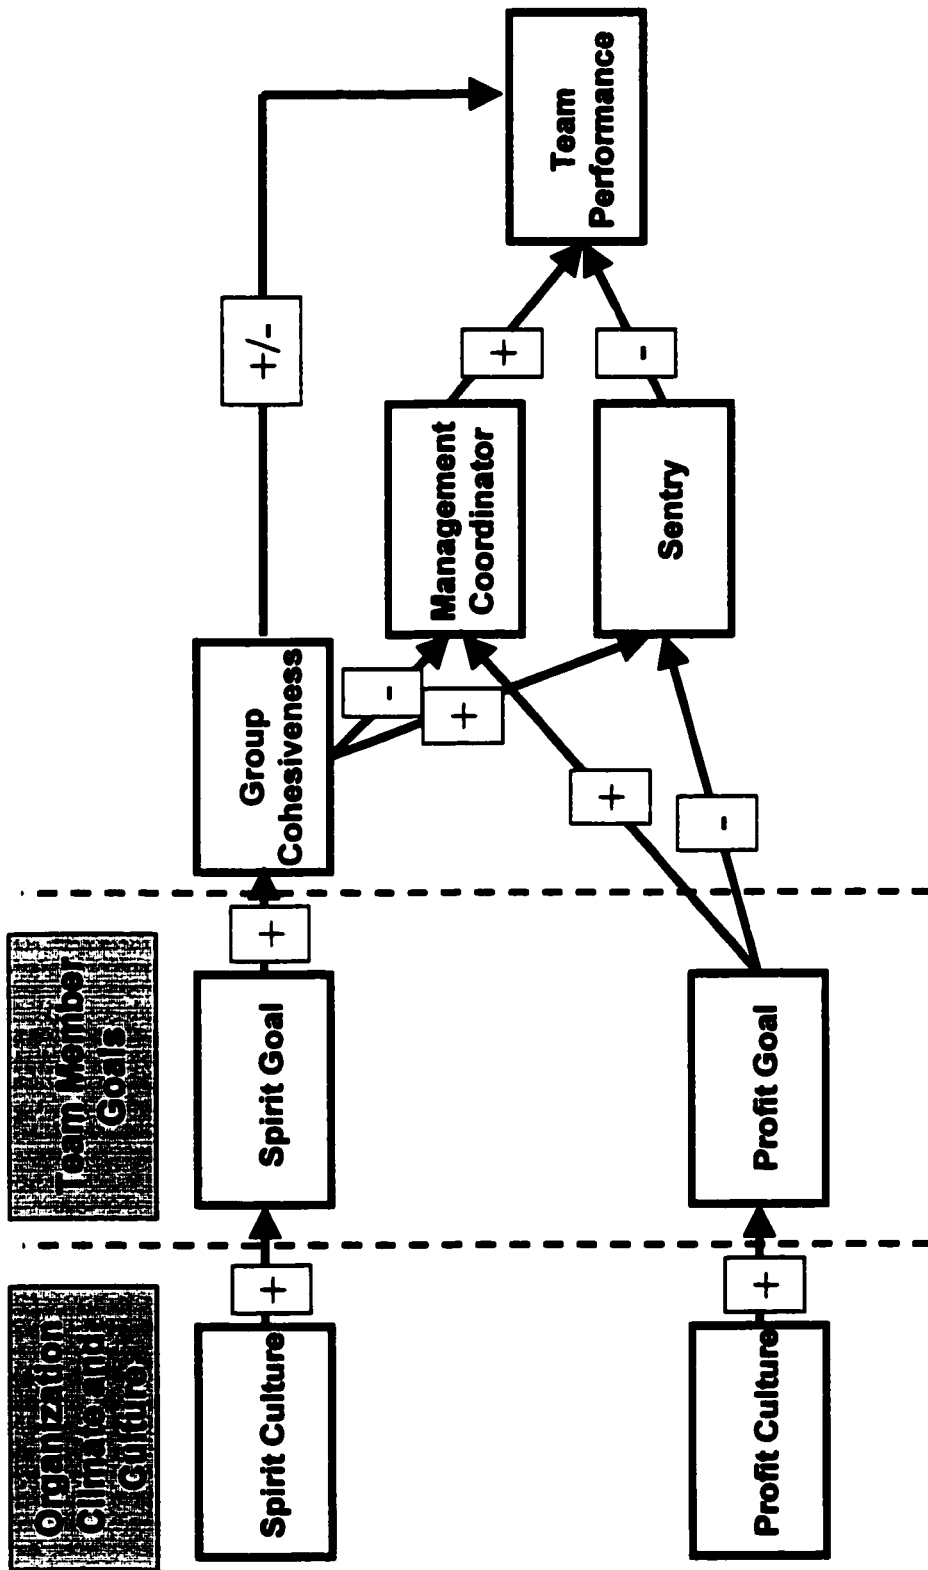 Organization
Climate and
Culture
Team Member
Goals
Spirit Culture
+
Spirit Goal
+
Group
Cohesiveness
+/-
-
+
Management
Coordinator
+
Team
Performance
Sentry
-
+
-
Profit Culture
+
Profit Goal